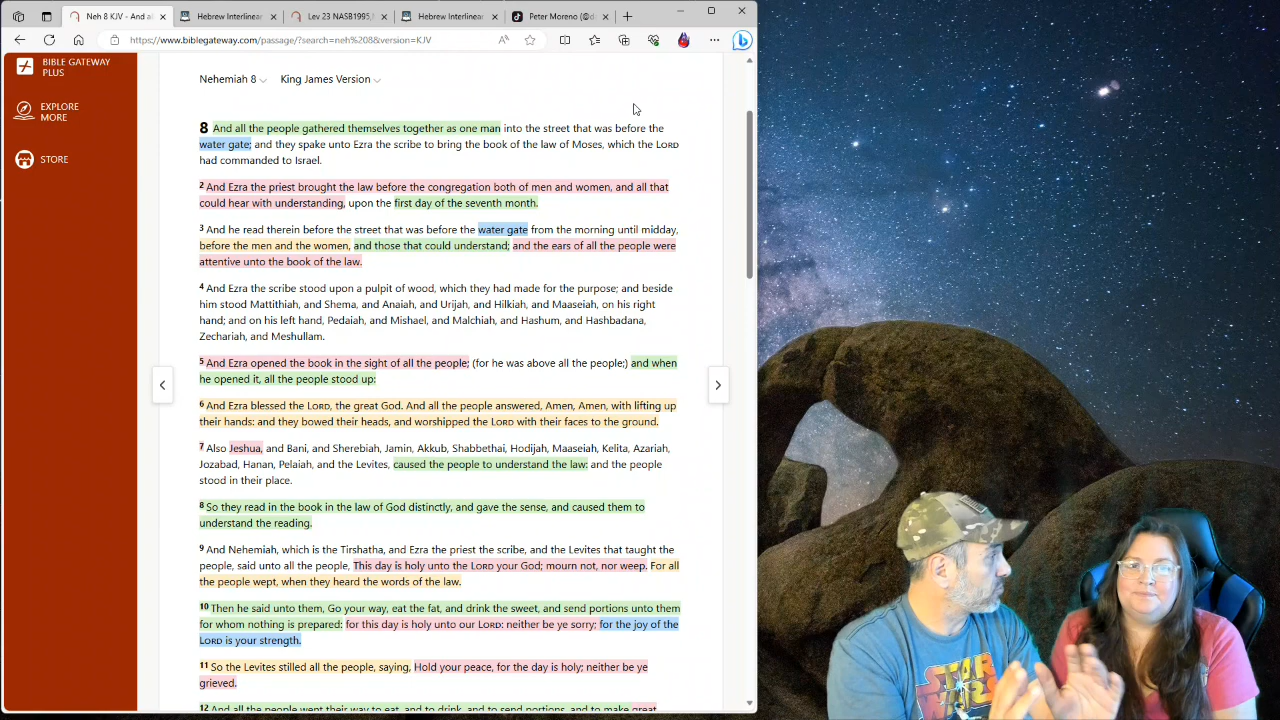 Neh 8 KJV - And al
Hebrew Interlinea
Lev 23 NASB1995,
Hebrew Interlinea
Peter Moreno (@d
https://www.biblegateway.com/passage/?search=neh%208&version=KJV
BIBLE GATEWAY
PLUS
EXPLORE
MORE
STORE
Nehemiah 8 King James Version
8 And all the people gathered themselves together as one man into the street that was before the
water gate; and they spake unto Ezra the scribe to bring the book of the law of Moses, which the LORD
had commanded to Israel.
2 And Ezra the priest brought the law before the congregation both of men and women, and all that
could hear with understanding, upon the first day of the seventh month.
3 And he read therein before the street that was before the water gate from the morning until midday,
before the men and the women, and those that could understand; and the ears of all the people were
attentive unto the book of the law.
4 And Ezra the scribe stood upon a pulpit of wood, which they had made for the purpose; and beside
him stood Mattithiah, and Shema, and Anaiah, and Urijah, and Hilkiah, and Maaseiah, on his right
hand; and on his left hand, Pedaiah, and Mishael, and Malchiah, and Hashum, and Hashbadana,
Zechariah, and Meshullam.
5 And Ezra opened the book in the sight of all the people; (for he was above all the people;) and when
he opened it, all the people stood up:
6 And Ezra blessed the LORD, the great God. And all the people answered, Amen, Amen, with lifting up
their hands: and they bowed their heads, and worshipped the LORD with their faces to the ground.
7 Also Jeshua, and Bani, and Sherebiah, Jamin, Akkub, Shabbethai, Hodijah, Maaseiah, Kelita, Azariah,
Jozabad, Hanan, Pelaiah, and the Levites, caused the people to understand the law: and the people
stood in their place.
8 So they read in the book in the law of God distinctly, and gave the sense, and caused them to
understand the reading.
9 And Nehemiah, which is the Tirshatha, and Ezra the priest the scribe, and the Levites that taught the
people, said unto all the people, This day is holy unto the LORD your God; mourn not, nor weep. For all
the people wept, when they heard the words of the law.
10 Then he said unto them, Go your way, eat the fat, and drink the sweet, and send portions unto them
for whom nothing is prepared: for this day is holy unto our LORD: neither be ye sorry; for the joy of the
LORD is your strength.
11 So the Levites stilled all the people, saying, Hold your peace, for the day is holy; neither be ye
grieved.
12 And all the people went their way to eat, and to drink, and to send portions, and to make great